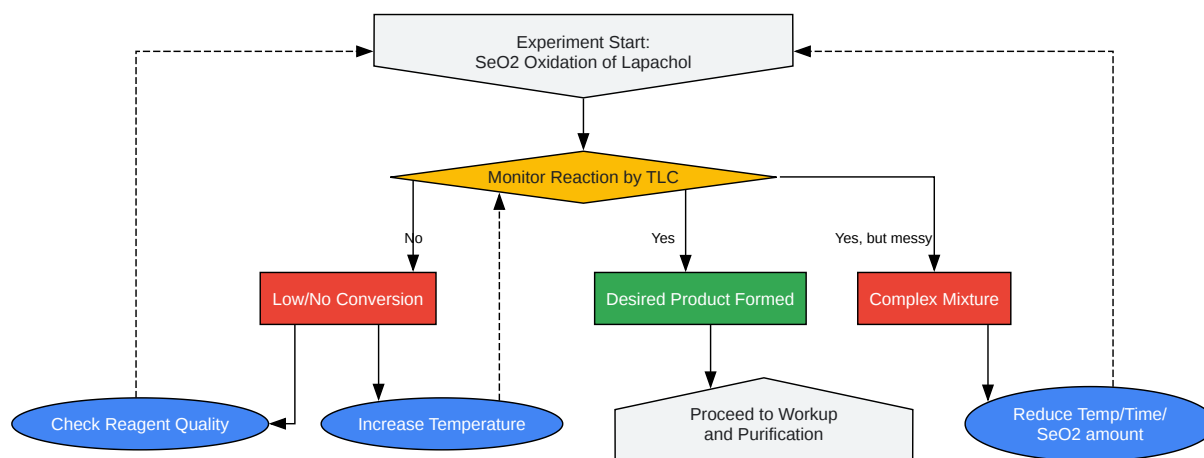 Experiment Start:
SeO2 Oxidation of Lapachol
Monitor Reaction by TLC
No
Yes
Yes, but messy
Low/No Conversion
Desired Product Formed
Complex Mixture
Check Reagent Quality
Increase Temperature
Proceed to Workup
and Purification
Reduce Temp/Time/
SeO2 amount